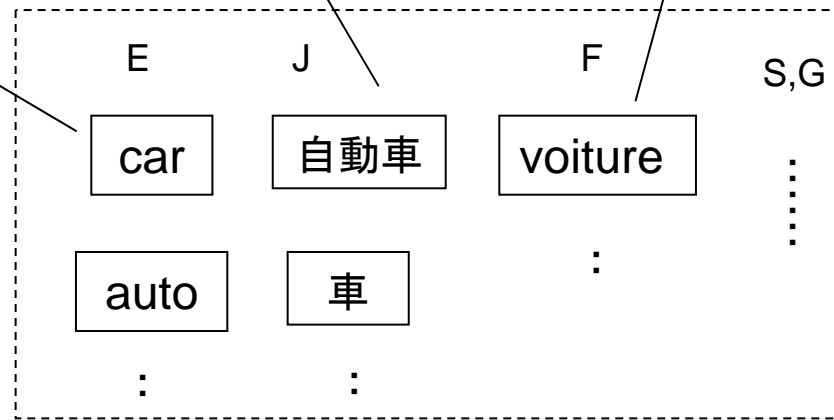 E J F S,G
car 自動車 voiture
auto 車 :
: :